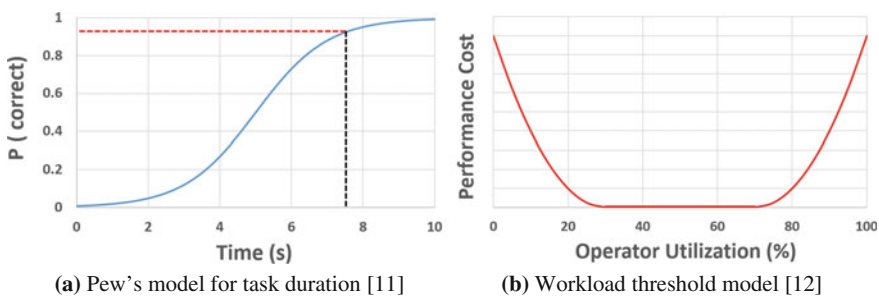 P ( correct)
1
0.8
0.6
0.4
0.2
0
0 2 4 6 8 10
Time (s)
(a) Pew's model for task duration [11]
Performance Cost
0 20 40 60 80 100
Operator Utilization (%)
(b) Workload threshold model [12]